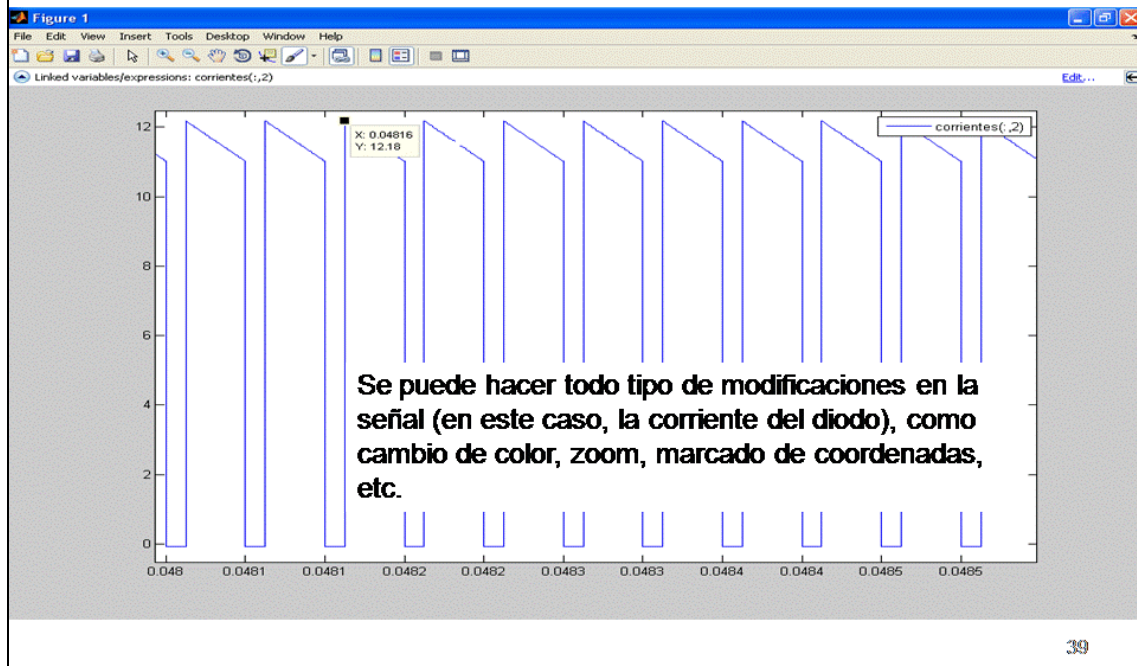 Figure 1
File Edit View Insert Tools Desktop Window Help
Linked variables/expressions: corrientes(:,2)
Edit...
12
10
8
6
4
2
0
X: 0.04816
Y: 12.18
corrientes(:,2)
Se puede hacer todo tipo de modificaciones en la
señal (en este caso, la corriente del diodo), como
cambio de color, zoom, marcado de coordenadas,
etc.
0.048 0.0481 0.0481 0.0482 0.0482 0.0483 0.0483 0.0484 0.0484 0.0485 0.0485
39